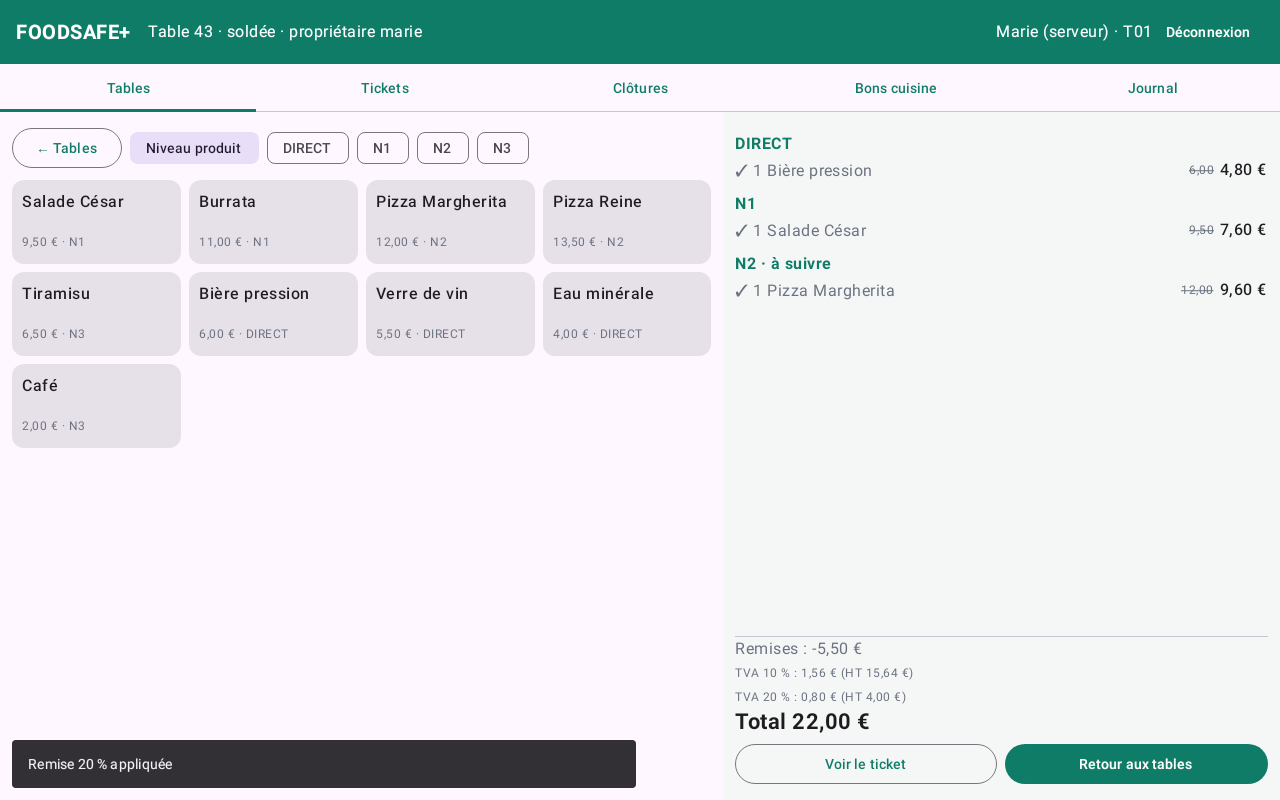 FOODSAFE+ Table 43 · soldée · propriétaire marie Marie (serveur) · T01 Déconnexion
Tables Tickets Clôtures Bons cuisine Journal
← Tables Niveau produit DIRECT N1 N2 N3
Salade César Burrata Pizza Margherita Pizza Reine
9,50 € · N1 11,00 € · N1 12,00 € · N2 13,50 € · N2
Tiramisu Bière pression Verre de vin Eau minérale
6,50 € · N3 6,00 € · DIRECT 5,50 € · DIRECT 4,00 € · DIRECT
Café
2,00 € · N3
DIRECT
✓ 1 Bière pression 6,00 4,80 €
N1
✓ 1 Salade César 9,50 7,60 €
N2 · à suivre
✓ 1 Pizza Margherita 12,00 9,60 €
Remises : -5,50 €
TVA 10 % : 1,56 € (HT 15,64 €)
TVA 20 % : 0,80 € (HT 4,00 €)
Total 22,00 €
Voir le ticket Retour aux tables
Remise 20 % appliquée